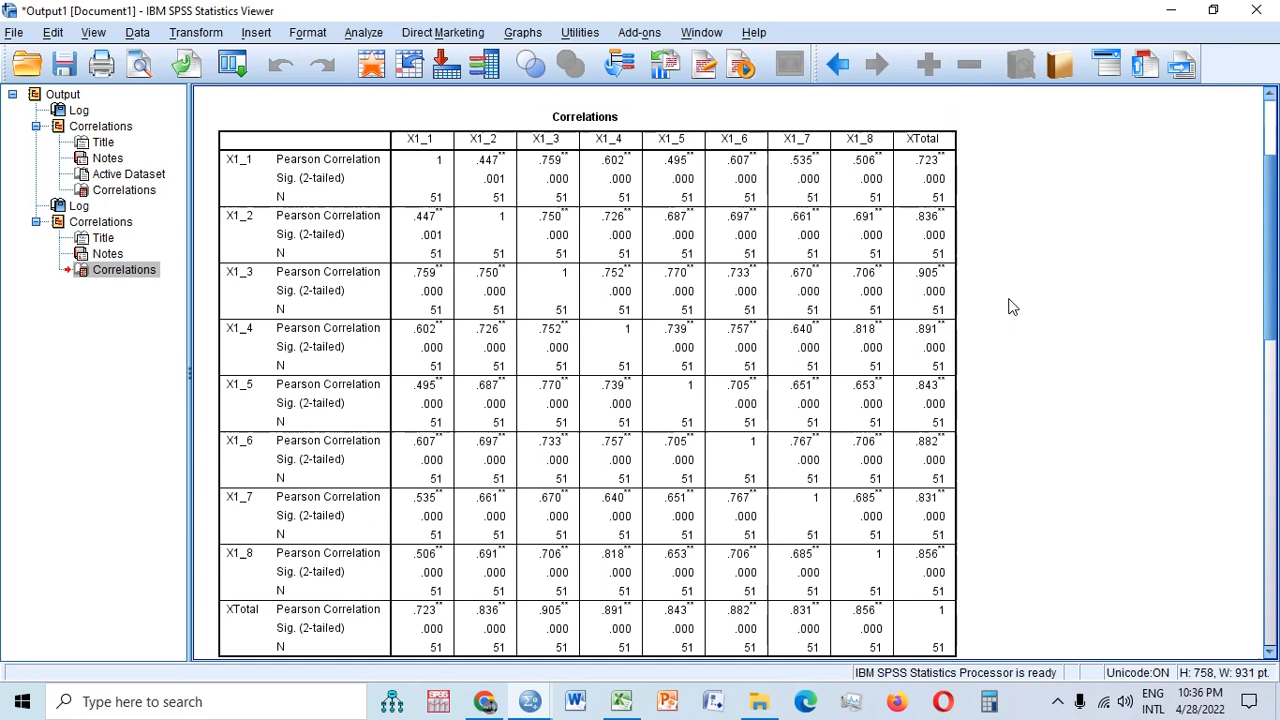 *Output1 [Document1] - IBM SPSS Statistics Viewer
File Edit View Data Transform Insert Format Analyze Direct Marketing Graphs Utilities Add-ons Window Help
Output
Log
Correlations
Title
Notes
Active Dataset
Correlations
Log
Correlations
Title
Notes
Correlations
Correlations
X1_1 X1_2 X1_3 X1_4 X1_5 X1_6 X1_7 X1_8 XTotal
X1_1 Pearson Correlation 1 .447** .759** .602** .495** .607** .535** .506** .723**
Sig. (2-tailed) .001 .000 .000 .000 .000 .000 .000 .000
N 51 51 51 51 51 51 51 51 51
X1_2 Pearson Correlation .447** 1 .750** .726** .687** .697** .661** .691** .836**
Sig. (2-tailed) .001 .000 .000 .000 .000 .000 .000 .000
N 51 51 51 51 51 51 51 51 51
X1_3 Pearson Correlation .759** .750** 1 .752** .770** .733** .670** .706** .905**
Sig. (2-tailed) .000 .000 .000 .000 .000 .000 .000 .000
N 51 51 51 51 51 51 51 51 51
X1_4 Pearson Correlation .602** .726** .752** 1 .739** .757** .640** .818** .891**
Sig. (2-tailed) .000 .000 .000 .000 .000 .000 .000 .000
N 51 51 51 51 51 51 51 51 51
X1_5 Pearson Correlation .495** .687** .770** .739** 1 .705** .651** .653** .843**
Sig. (2-tailed) .000 .000 .000 .000 .000 .000 .000 .000
N 51 51 51 51 51 51 51 51 51
X1_6 Pearson Correlation .607** .697** .733** .757** .705** 1 .767** .706** .882**
Sig. (2-tailed) .000 .000 .000 .000 .000 .000 .000 .000
N 51 51 51 51 51 51 51 51 51
X1_7 Pearson Correlation .535** .661** .670** .640** .651** .767** 1 .685** .831**
Sig. (2-tailed) .000 .000 .000 .000 .000 .000 .000 .000
N 51 51 51 51 51 51 51 51 51
X1_8 Pearson Correlation .506** .691** .706** .818** .653** .706** .685** 1 .856**
Sig. (2-tailed) .000 .000 .000 .000 .000 .000 .000 .000
N 51 51 51 51 51 51 51 51 51
XTotal Pearson Correlation .723** .836** .905** .891** .843** .882** .831** .856** 1
Sig. (2-tailed) .000 .000 .000 .000 .000 .000 .000 .000
N 51 51 51 51 51 51 51 51 51
IBM SPSS Statistics Processor is ready Unicode:ON H: 758, W: 931 pt.
Type here to search
ENG 10:36 PM
INTL 4/28/2022